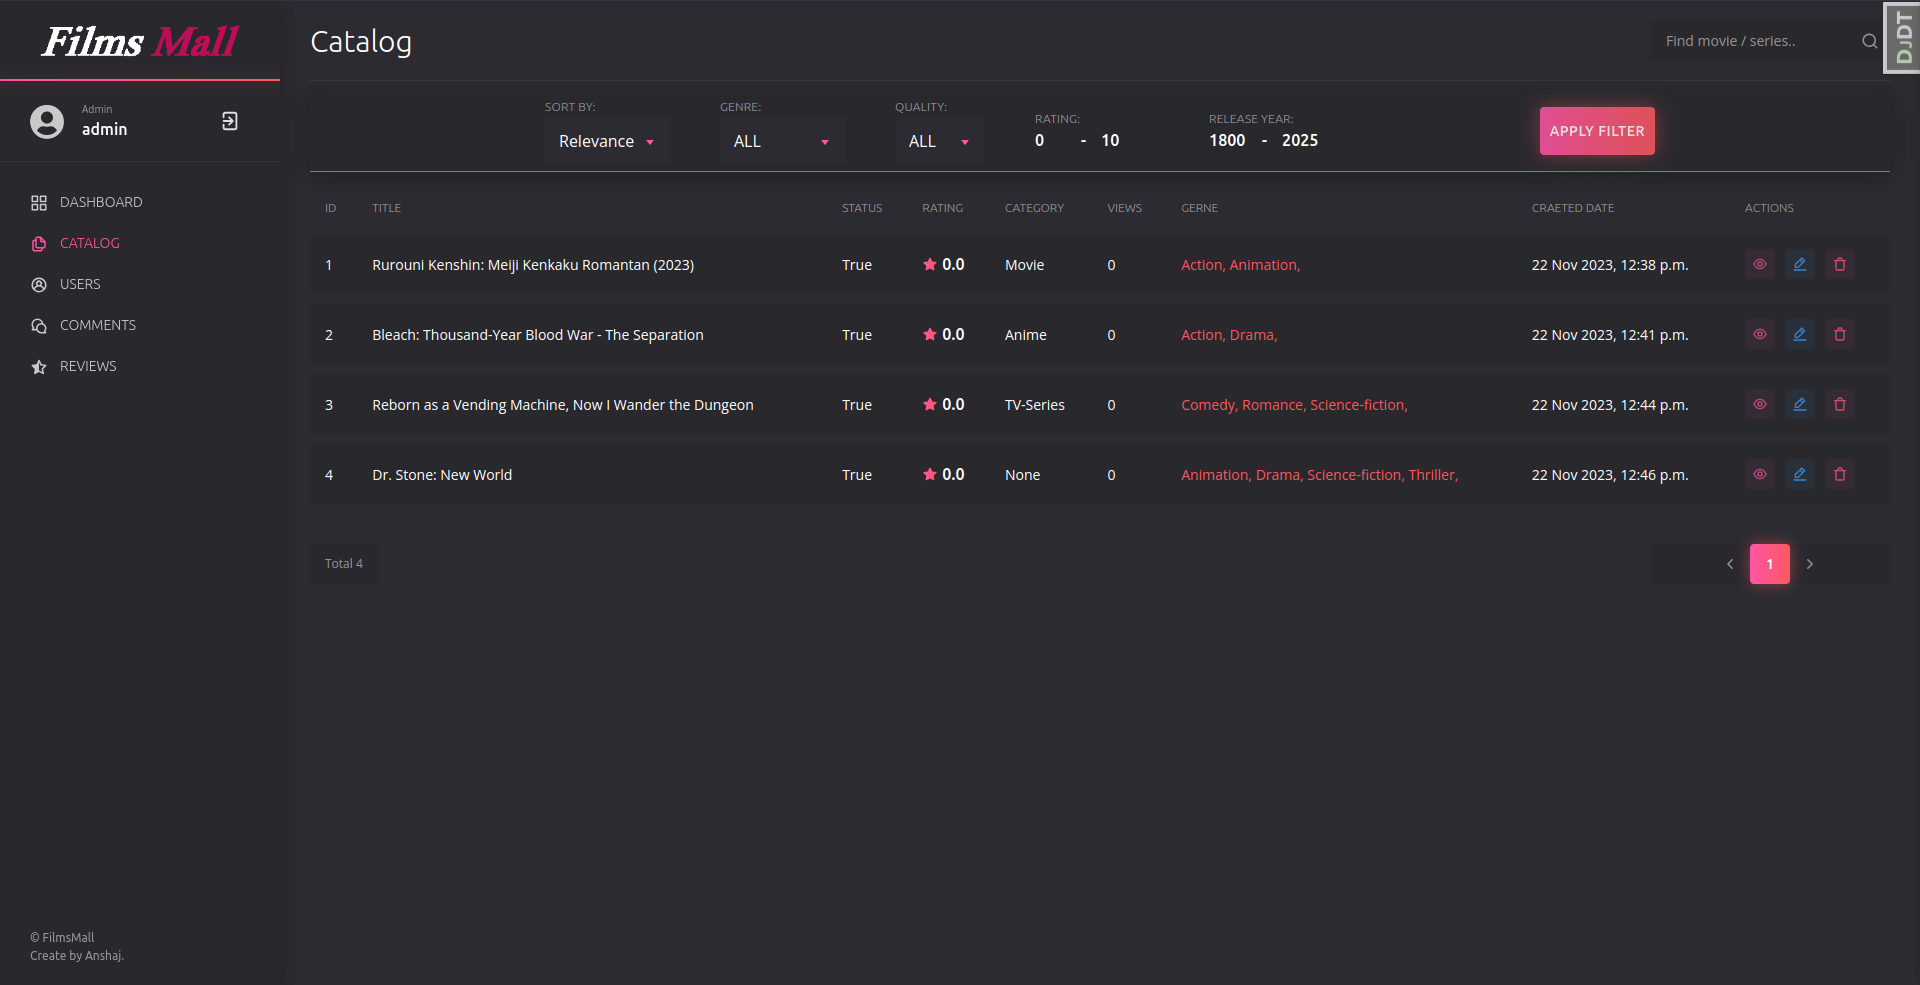 Films Mall
Admin
admin
DASHBOARD
CATALOG
USERS
COMMENTS
REVIEWS
© FilmsMall
Create by Anshaj.
Catalog
Find movie / series..
DJDT
SORT BY: GENRE: QUALITY: RATING: RELEASE YEAR:
Relevance ALL ALL 0 - 10 1800 - 2025 APPLY FILTER
ID TITLE STATUS RATING CATEGORY VIEWS GERNE CRAETED DATE ACTIONS
1 Rurouni Kenshin: Meiji Kenkaku Romantan (2023) True 0.0 Movie 0 Action, Animation, 22 Nov 2023, 12:38 p.m.
2 Bleach: Thousand-Year Blood War - The Separation True 0.0 Anime 0 Action, Drama, 22 Nov 2023, 12:41 p.m.
3 Reborn as a Vending Machine, Now I Wander the Dungeon True 0.0 TV-Series 0 Comedy, Romance, Science-fiction, 22 Nov 2023, 12:44 p.m.
4 Dr. Stone: New World True 0.0 None 0 Animation, Drama, Science-fiction, Thriller, 22 Nov 2023, 12:46 p.m.
Total 4
1